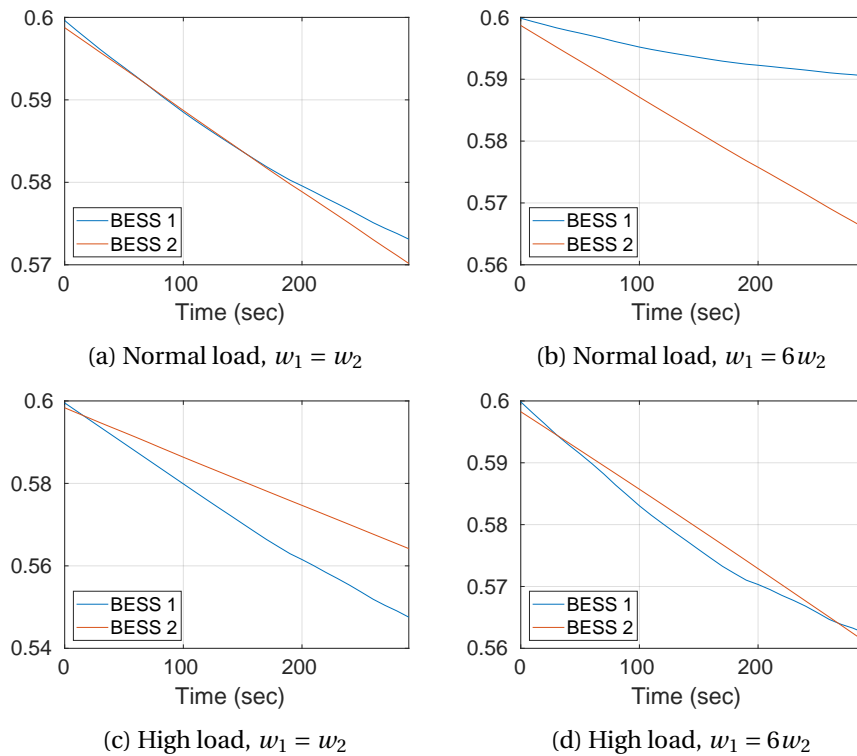 0.6
0.59
0.58
0.57
BESS 1
BESS 2
0 100 200
Time (sec)
(a) Normal load, w₁ = w₂
0.6
0.59
0.58
0.57
0.56
BESS 1
BESS 2
0 100 200
Time (sec)
(b) Normal load, w₁ = 6w₂
0.6
0.58
0.56
0.54
BESS 1
BESS 2
0 100 200
Time (sec)
(c) High load, w₁ = w₂
0.6
0.59
0.58
0.57
0.56
BESS 1
BESS 2
0 100 200
Time (sec)
(d) High load, w₁ = 6w₂